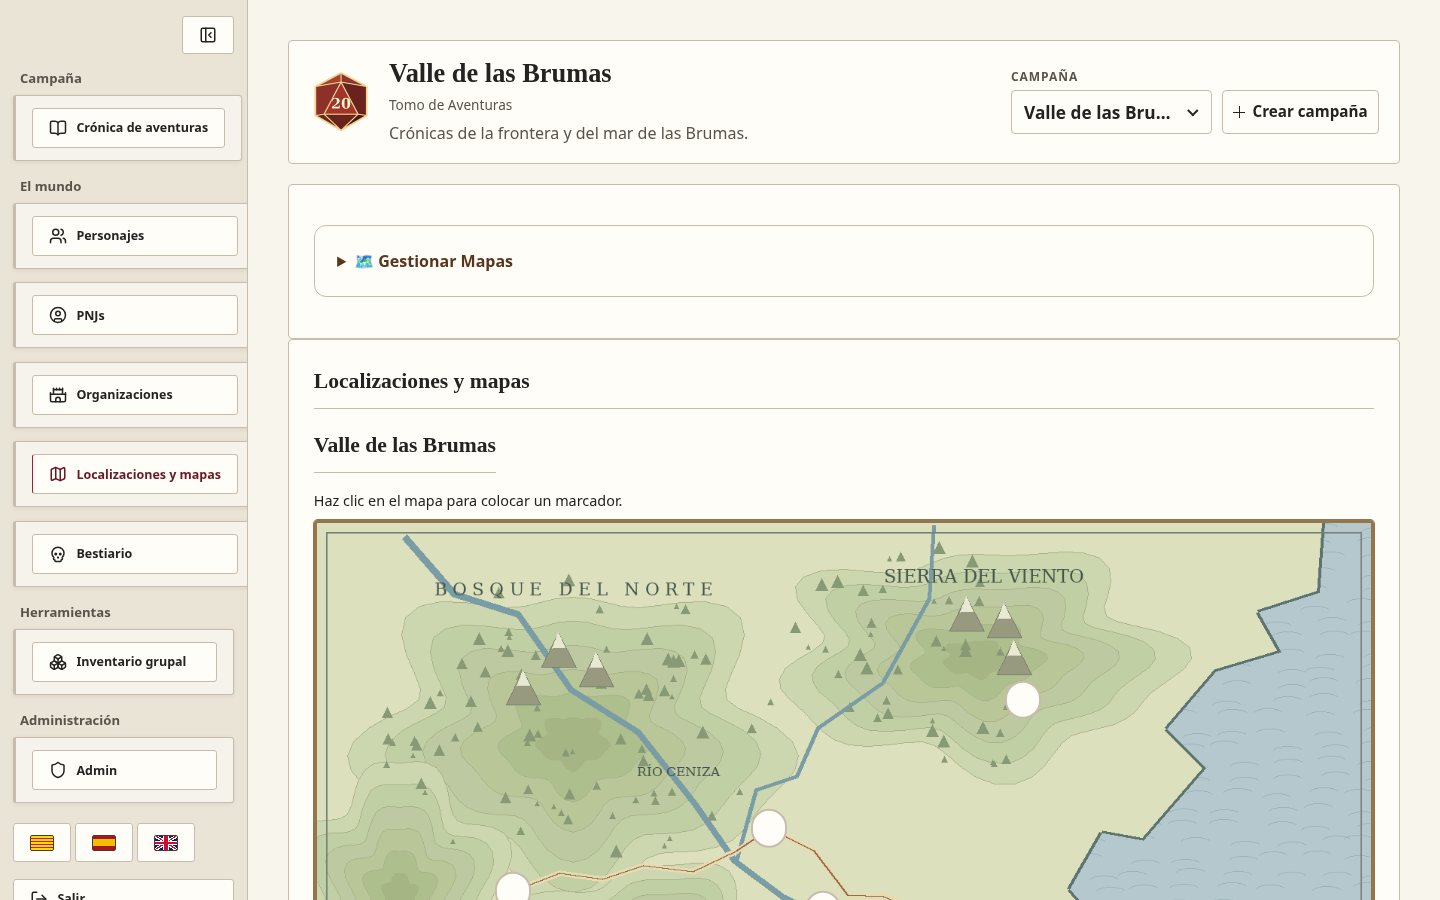 Campaña
Crónica de aventuras
El mundo
Personajes
PNJs
Organizaciones
Localizaciones y mapas
Bestiario
Herramientas
Inventario grupal
Administración
Admin
Salir
20
Valle de las Brumas
Tomo de Aventuras
Crónicas de la frontera y del mar de las Brumas.
CAMPAÑA
Valle de las Bru...
Crear campaña
Gestionar Mapas
Localizaciones y mapas
Valle de las Brumas
Haz clic en el mapa para colocar un marcador.
BOSQUE DEL NORTE
SIERRA DEL VIENTO
RÍO CENIZA